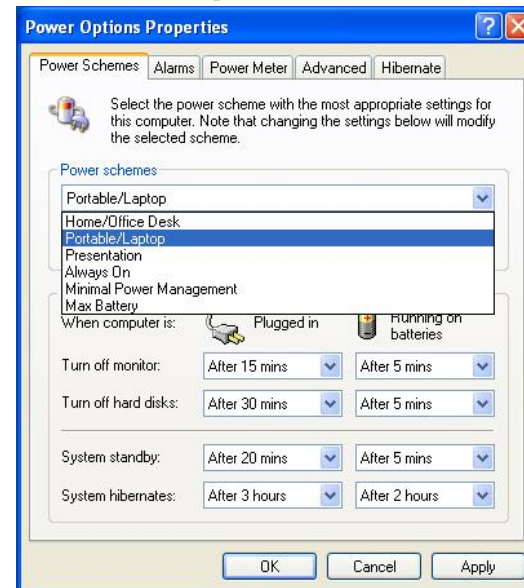 Power Options Properties
Power Schemes Alarms Power Meter Advanced Hibernate
Select the power scheme with the most appropriate settings for
this computer. Note that changing the settings below will modify
the selected scheme.
Power schemes
Portable/Laptop
Home/Office Desk
Portable/Laptop
Presentation
Always On
Minimal Power Management
Max Battery
When computer is: Plugged in Running on
batteries
Turn off monitor: After 15 mins After 5 mins
Turn off hard disks: After 30 mins After 5 mins
System standby: After 20 mins After 5 mins
System hibernates: After 3 hours After 2 hours
OK Cancel Apply